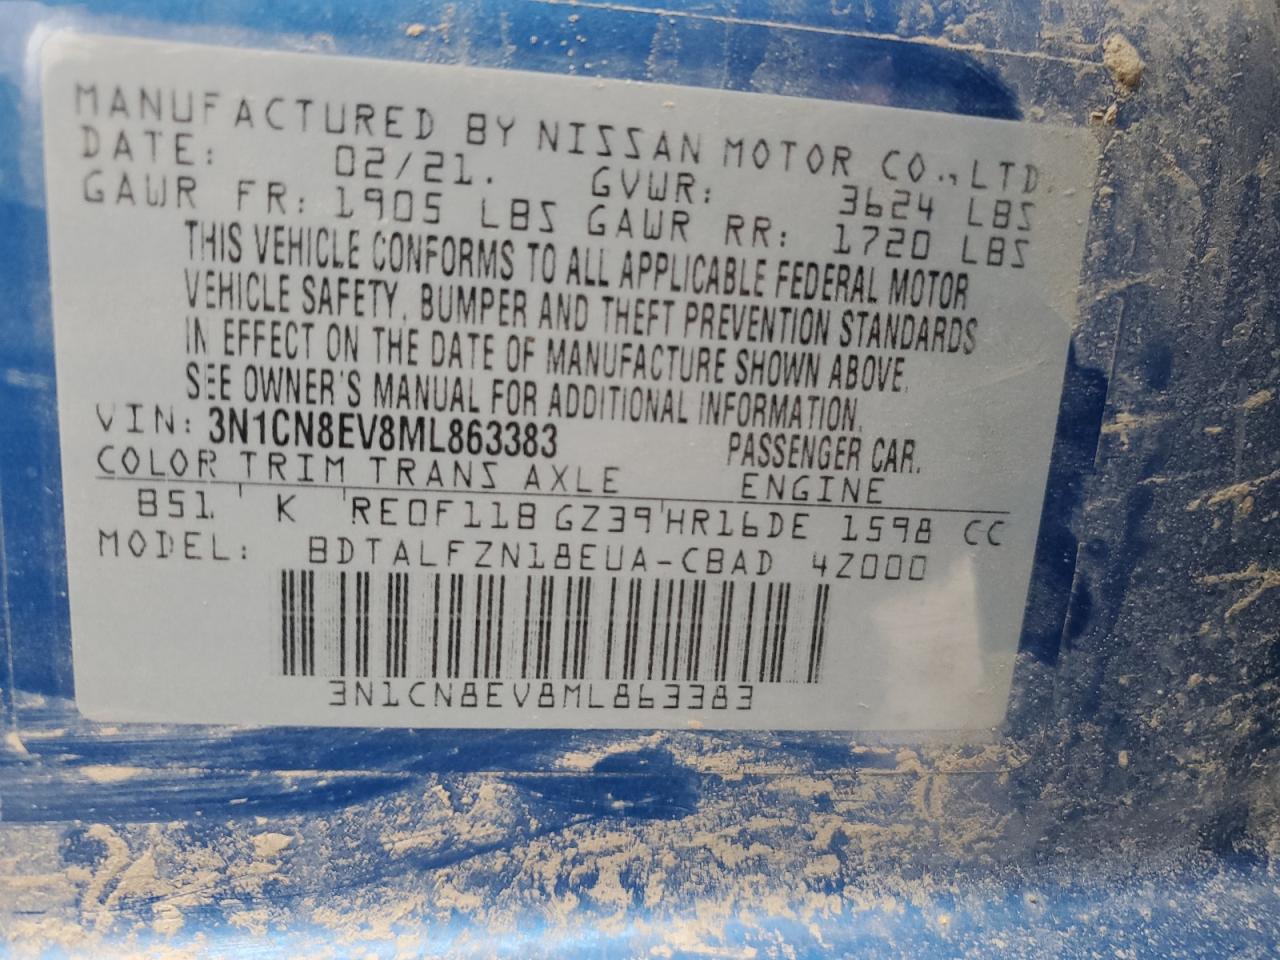 MANUFACTURED BY NISSAN MOTOR CO., LTD.
DATE: 02/21. GVWR: 3624 LBS
GAWR FR: 1905 LBS GAWR RR: 1720 LBS
THIS VEHICLE CONFORMS TO ALL APPLICABLE FEDERAL MOTOR
VEHICLE SAFETY, BUMPER AND THEFT PREVENTION STANDARDS
IN EFFECT ON THE DATE OF MANUFACTURE SHOWN ABOVE.
SEE OWNER'S MANUAL FOR ADDITIONAL INFORMATION.
VIN: 3N1CN8EV8ML863383 PASSENGER CAR.
COLOR TRIM TRANS AXLE ENGINE
B51 K RE0F11B GZ39 HR16DE 1598 CC
MODEL: BDTALFZN18EUA-CBAD 4Z000
3N1CN8EV8ML863383